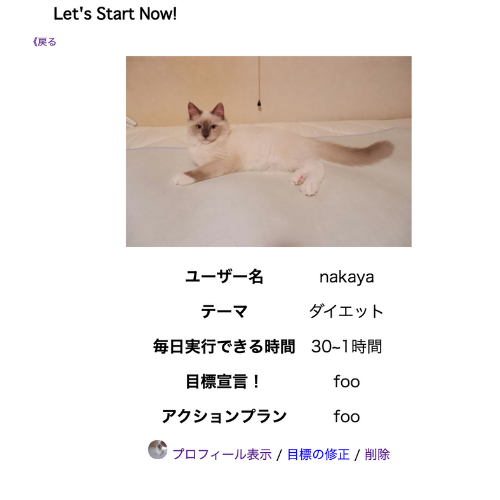 Let's Start Now!
《戻る
ユーザー名 nakaya
テーマ ダイエット
毎日実行できる時間 30~1時間
目標宣言！ foo
アクションプラン foo
プロフィール表示 / 目標の修正 / 削除